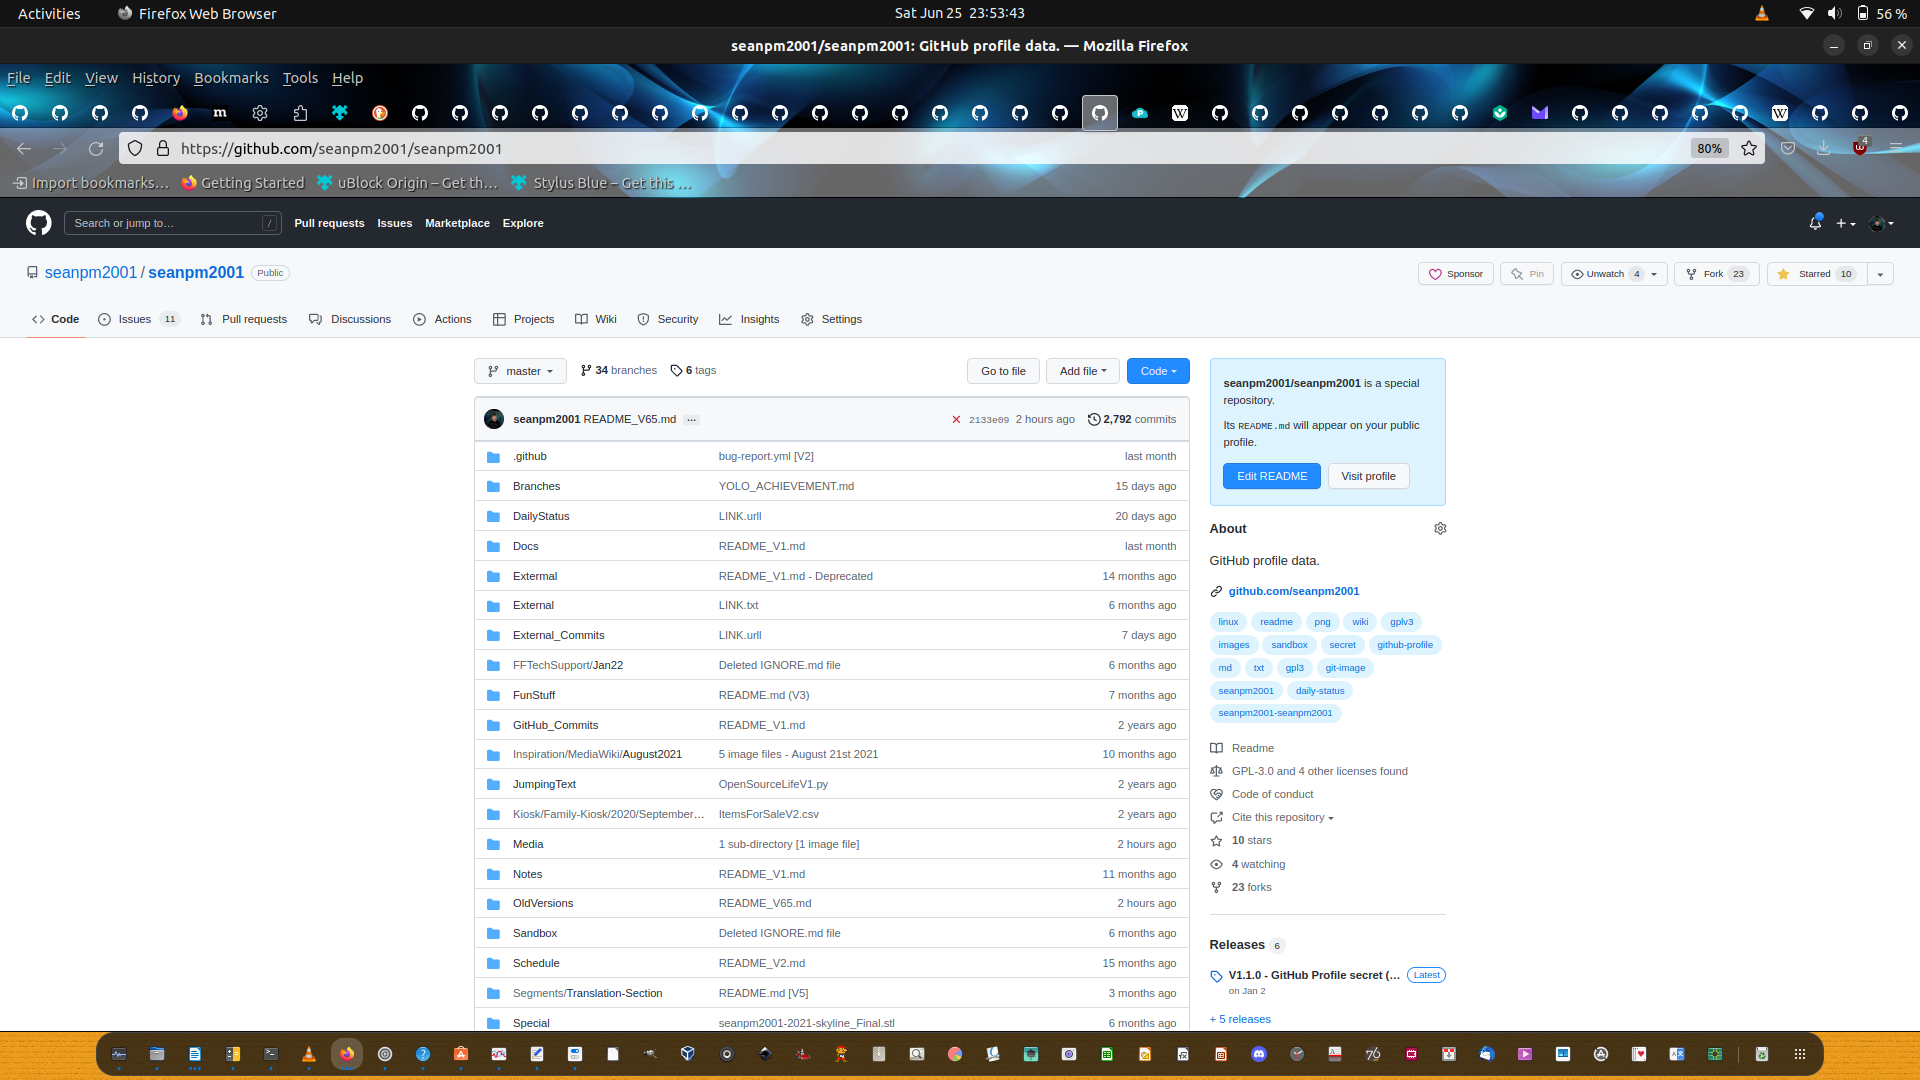 Activities Firefox Web Browser Sat Jun 25 23:53:43 56 %
seanpm2001/seanpm2001: GitHub profile data. — Mozilla Firefox
File Edit View History Bookmarks Tools Help
https://github.com/seanpm2001/seanpm2001 80% 4
Import bookmarks… Getting Started uBlock Origin – Get th… Stylus Blue – Get this …
Search or jump to… / Pull requests Issues Marketplace Explore
seanpm2001 / seanpm2001 Public Sponsor Pin Unwatch 4 Fork 23 Starred 10
Code Issues 11 Pull requests Discussions Actions Projects Wiki Security Insights Settings
master 34 branches 6 tags Go to file Add file Code
seanpm2001 README_V65.md ... 2133e09 2 hours ago 2,792 commits
.github bug-report.yml [V2] last month
Branches YOLO_ACHIEVEMENT.md 15 days ago
DailyStatus LINK.urll 20 days ago
Docs README_V1.md last month
Extermal README_V1.md - Deprecated 14 months ago
External LINK.txt 6 months ago
External_Commits LINK.urll 7 days ago
FFTechSupport/Jan22 Deleted IGNORE.md file 6 months ago
FunStuff README.md (V3) 7 months ago
GitHub_Commits README_V1.md 2 years ago
Inspiration/MediaWiki/August2021 5 image files - August 21st 2021 10 months ago
JumpingText OpenSourceLifeV1.py 2 years ago
Kiosk/Family-Kiosk/2020/September… ItemsForSaleV2.csv 2 years ago
Media 1 sub-directory [1 image file] 2 hours ago
Notes README_V1.md 11 months ago
OldVersions README_V65.md 2 hours ago
Sandbox Deleted IGNORE.md file 6 months ago
Schedule README_V2.md 15 months ago
Segments/Translation-Section README.md [V5] 3 months ago
Special seanpm2001-2021-skyline_Final.stl 6 months ago
seanpm2001/seanpm2001 is a special
repository.
Its README.md will appear on your public
profile.
Edit README Visit profile
About
GitHub profile data.
github.com/seanpm2001
linux readme png wiki gplv3
images sandbox secret github-profile
md txt gpl3 git-image
seanpm2001 daily-status
seanpm2001-seanpm2001
Readme
GPL-3.0 and 4 other licenses found
Code of conduct
Cite this repository
10 stars
4 watching
23 forks
Releases 6
V1.1.0 - GitHub Profile secret (… Latest
on Jan 2
+ 5 releases